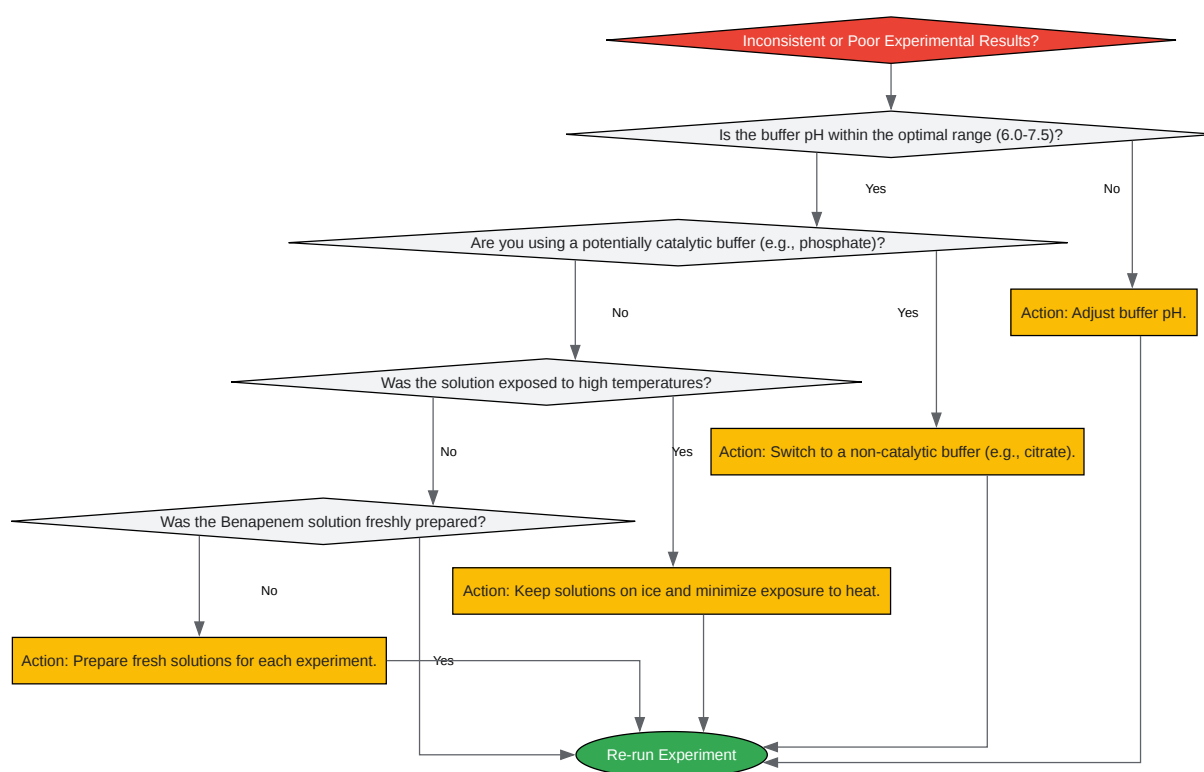 Inconsistent or Poor Experimental Results?
Is the buffer pH within the optimal range (6.0-7.5)?
Yes
No
Are you using a potentially catalytic buffer (e.g., phosphate)?
Action: Adjust buffer pH.
No
Yes
Was the solution exposed to high temperatures?
No
Yes
Action: Switch to a non-catalytic buffer (e.g., citrate).
Was the Benapenem solution freshly prepared?
No
Action: Keep solutions on ice and minimize exposure to heat.
Action: Prepare fresh solutions for each experiment.
Yes
Re-run Experiment